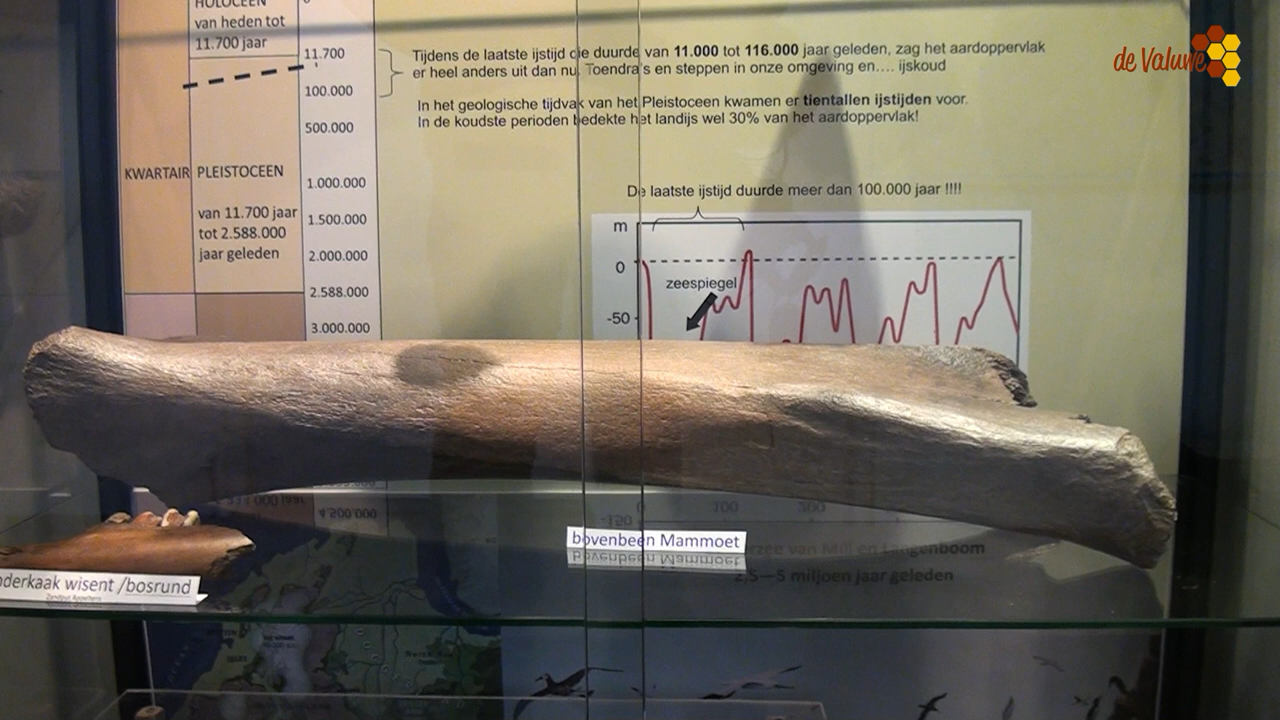 HOLOCEEN
van heden tot
11.700 jaar
0
11.700
100.000
500.000
KWARTAIR
PLEISTOCEEN
1.000.000
van 11.700 jaar
tot 2.588.000
jaar geleden
1.500.000
2.000.000
2.588.000
3.000.000
Tijdens de laatste ijstijd die duurde van 11.000 tot 116.000 jaar geleden, zag het aardoppervlak
er heel anders uit dan nu. Toendra's en steppen in onze omgeving en.... ijskoud
In het geologische tijdvak van het Pleistoceen kwamen er tientallen ijstijden voor.
In de koudste perioden bedekte het landijs wel 30% van het aardoppervlak!
De laatste ijstijd duurde meer dan 100.000 jaar !!!!
m
0
zeespiegel
-50
de Valuwe
bovenbeen Mammoet
nderkaak wisent /bosrund
van Mill en Langenboom
2,5—5 miljoen jaar geleden